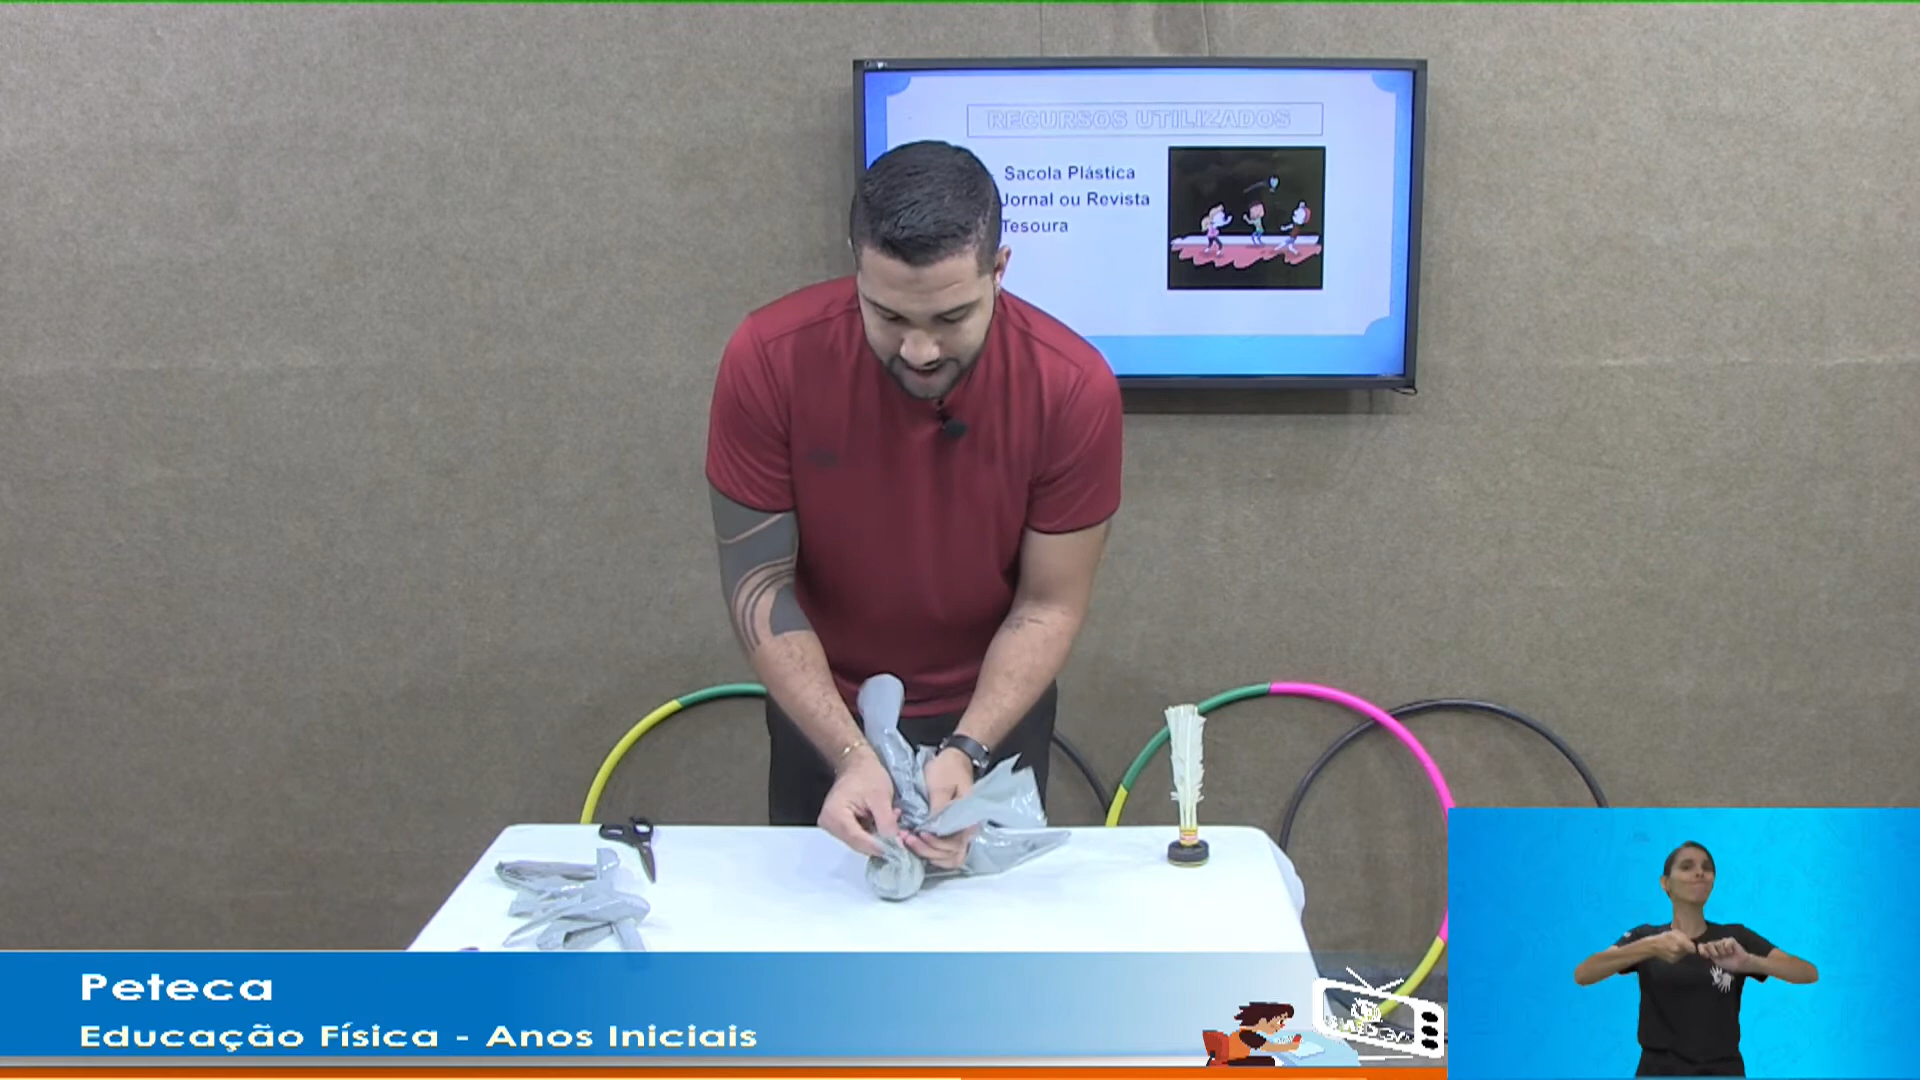 RECURSOS UTILIZADOS
Sacola Plástica
Jornal ou Revista
Tesoura
Peteca
Educação Física - Anos Iniciais